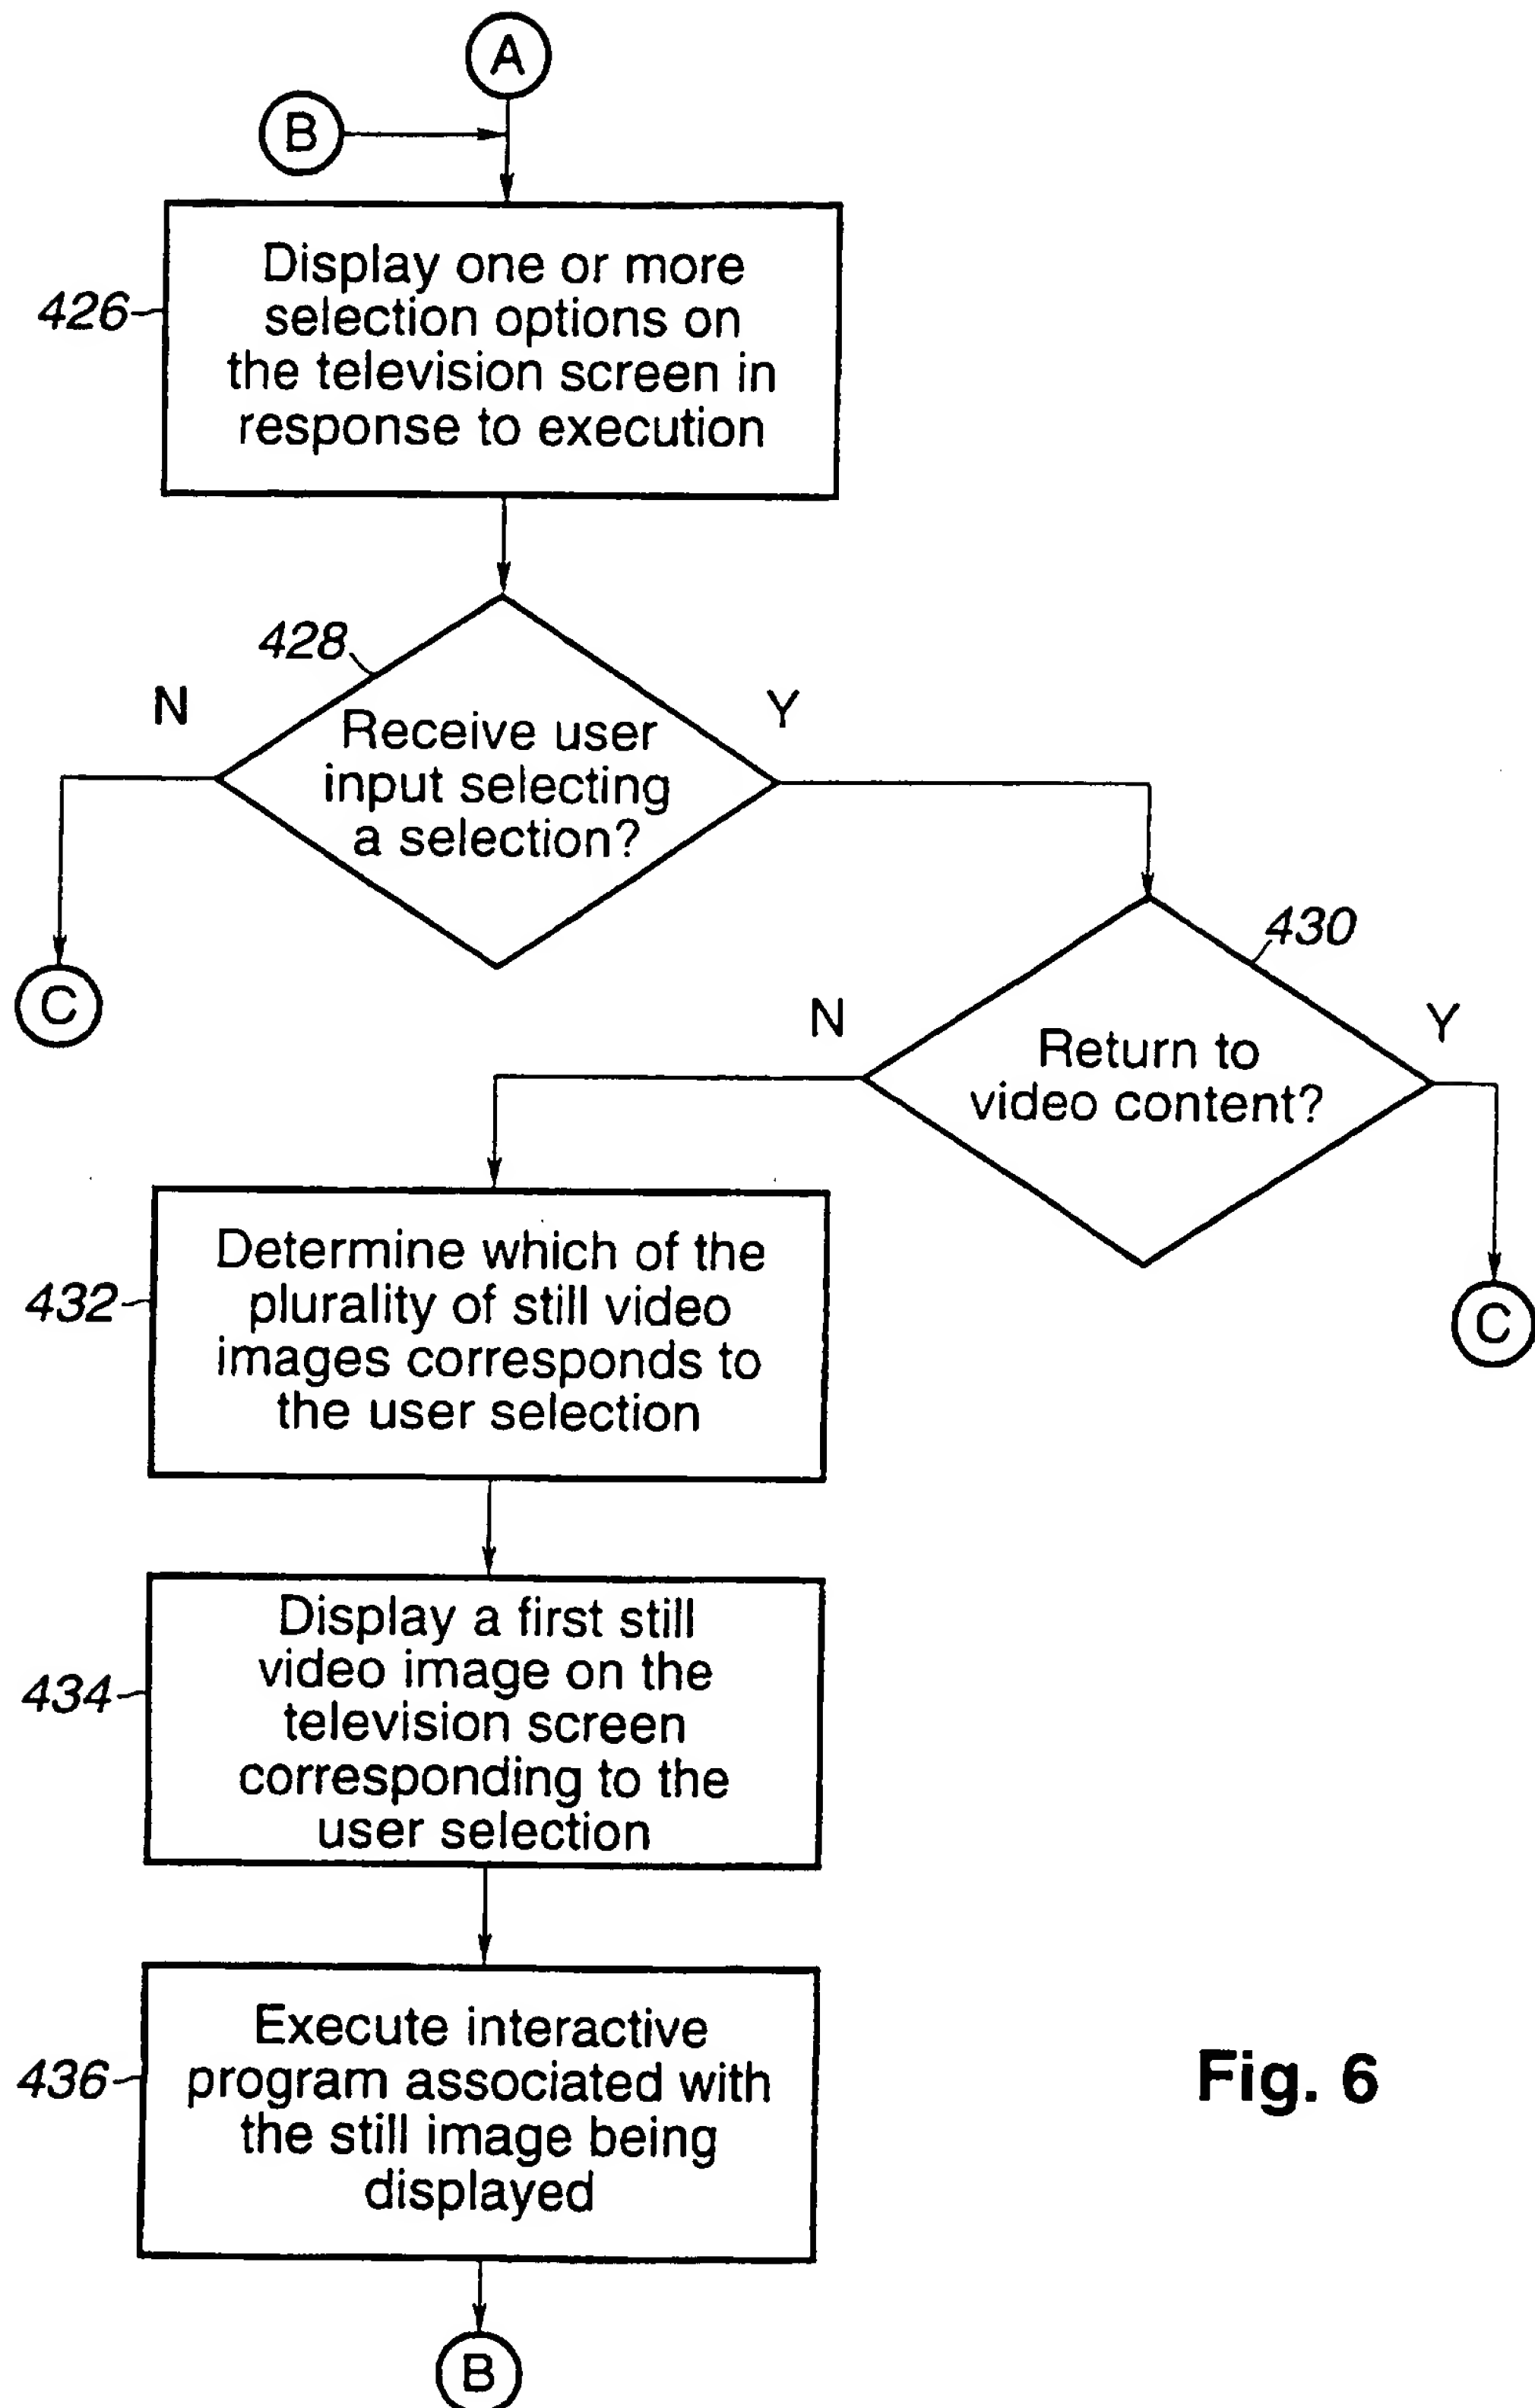 A
B
426
Display one or more
selection options on
the television screen in
response to execution
428
N
Y
Receive user
input selecting
a selection?
C
430
N
Y
Return to
video content?
C
432
Determine which of the
plurality of still video
images corresponds to
the user selection
434
Display a first still
video image on the
television screen
corresponding to the
user selection
436
Execute interactive
program associated with
the still image being
displayed
B
Fig. 6